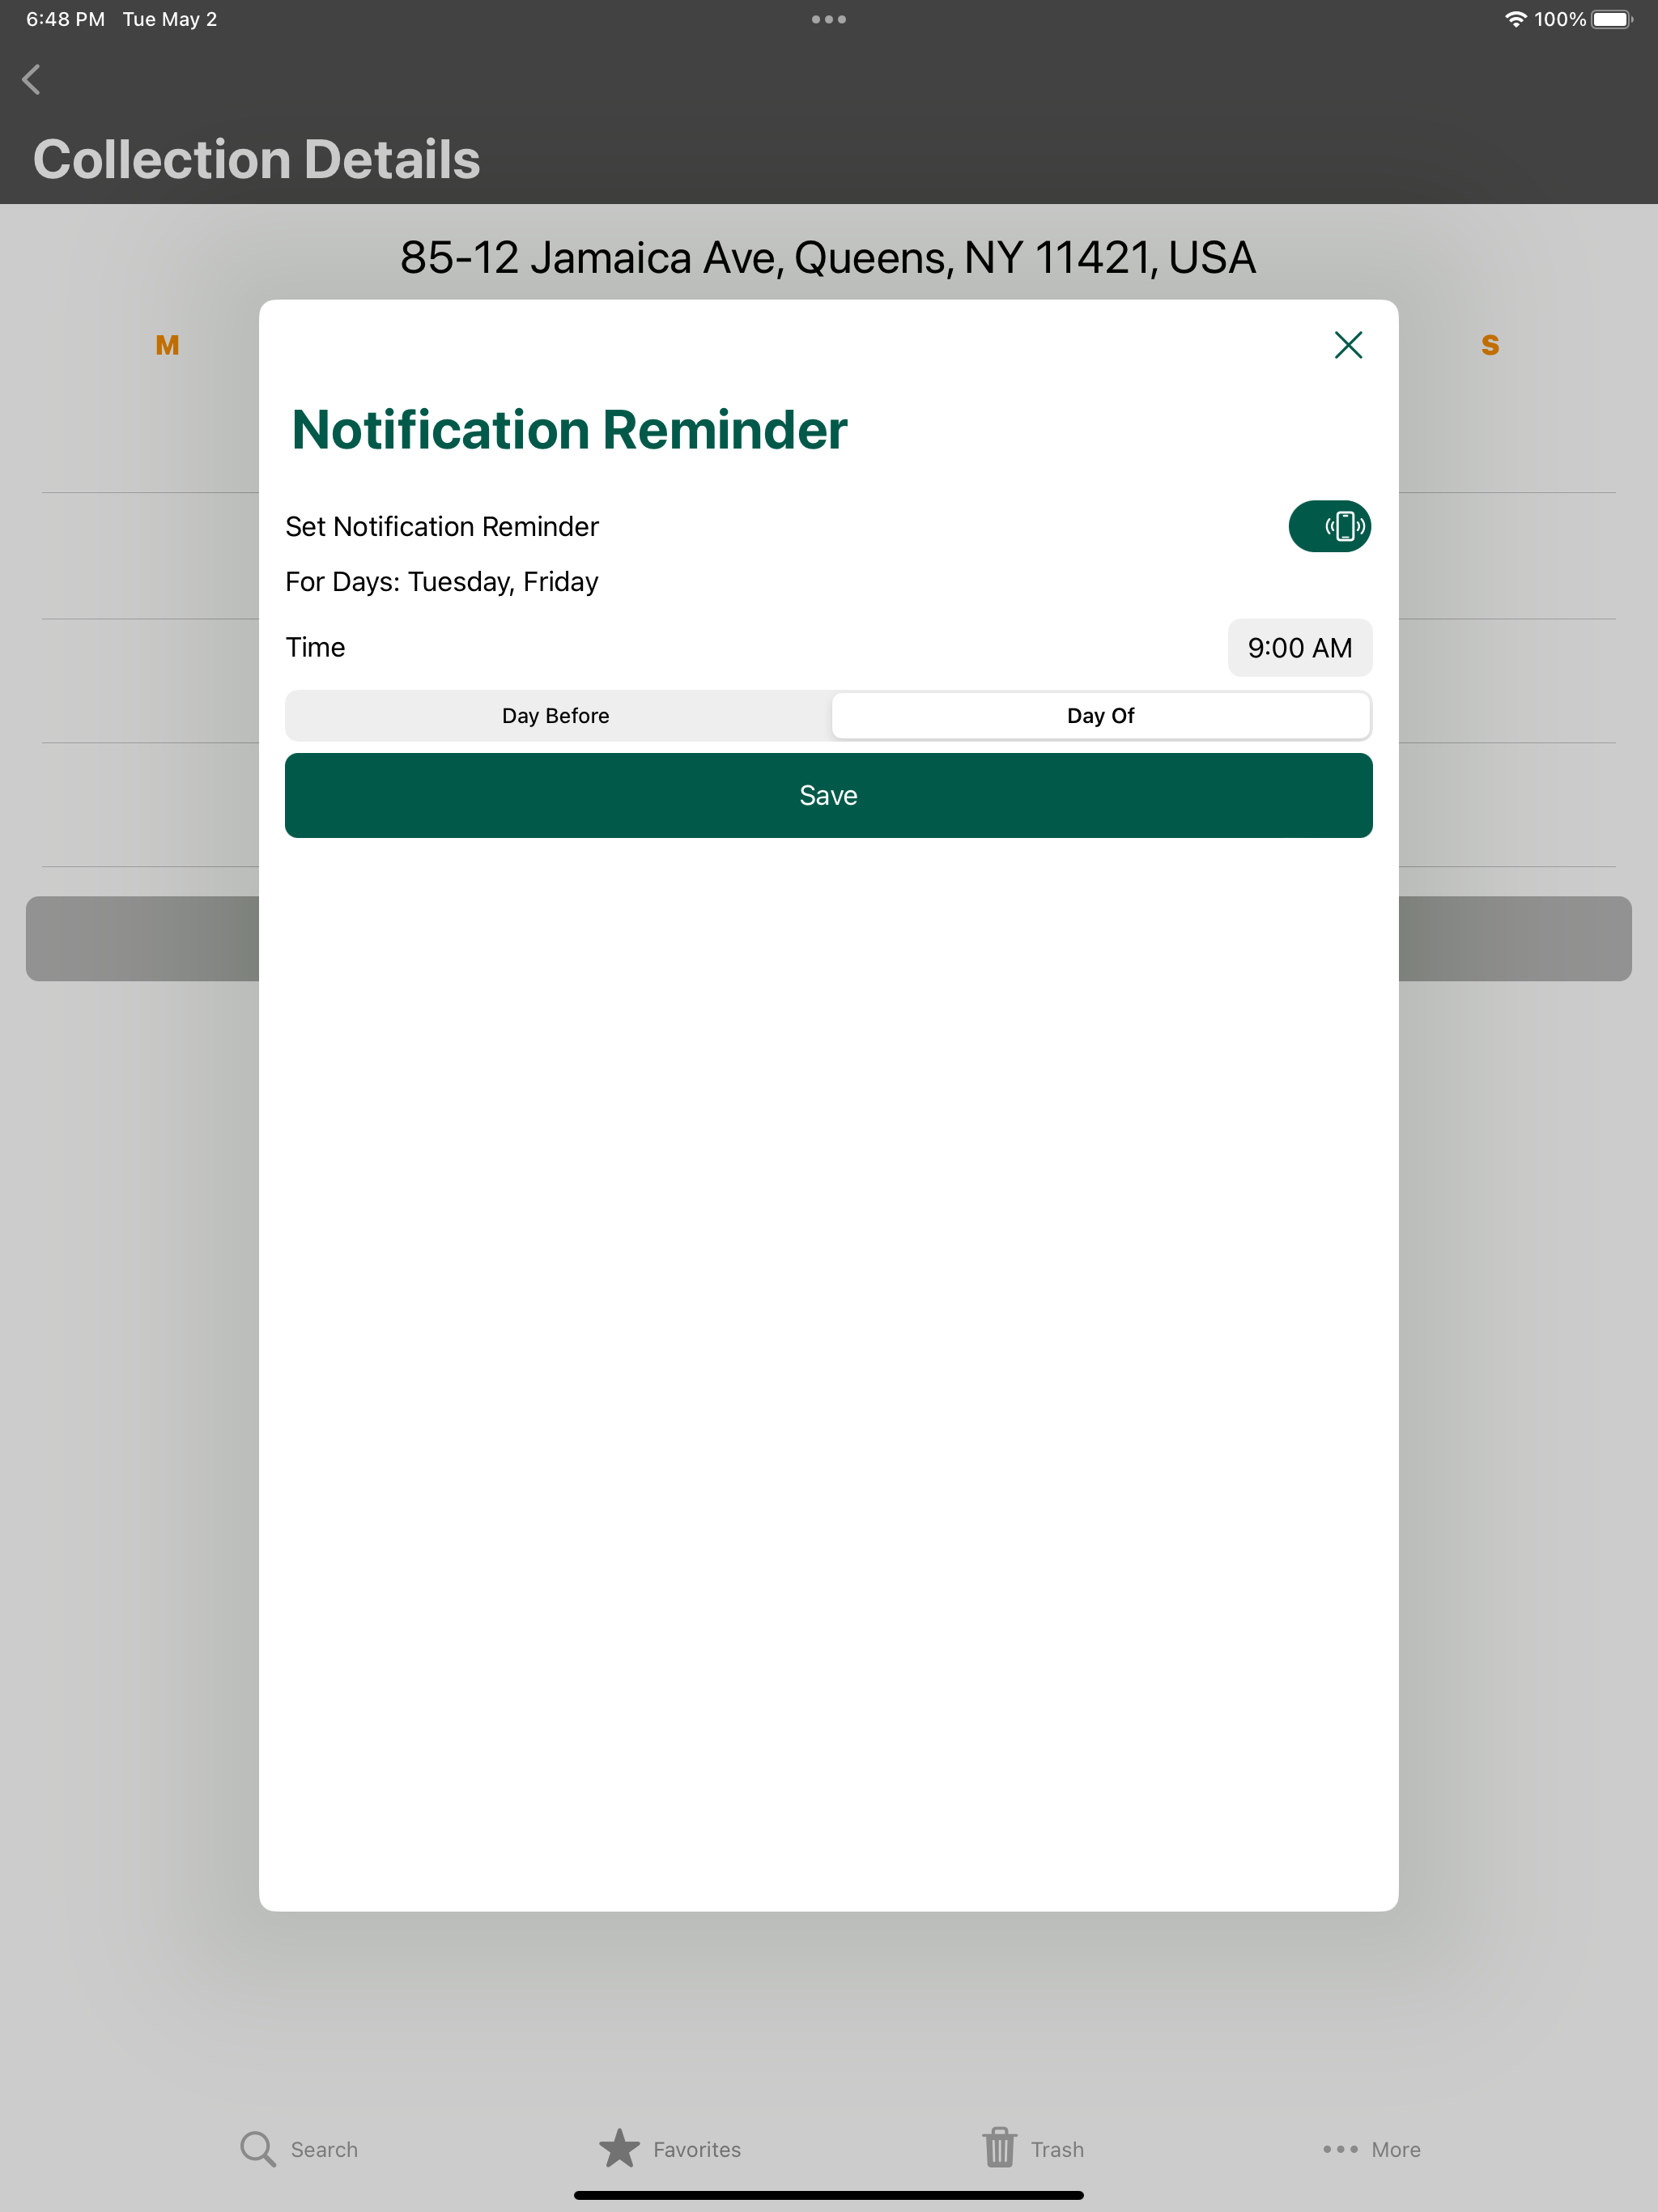 6:48 PM Tue May 2
100%
Collection Details
85-12 Jamaica Ave, Queens, NY 11421, USA
M
S
Notification Reminder
Set Notification Reminder
For Days: Tuesday, Friday
Time
9:00 AM
Day Before
Day Of
Save
Search
Favorites
Trash
More